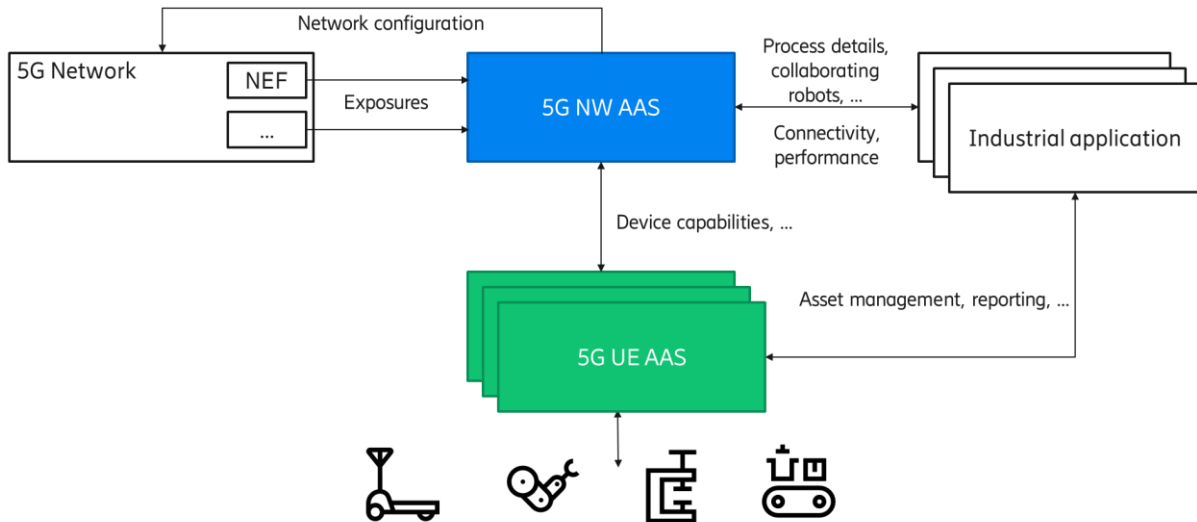 Network configuration
5G Network
NEF
...
Exposures
5G NW AAS
Process details,
collaborating
robots, ...
Connectivity,
performance
Industrial application
Device capabilities, ...
5G UE AAS
Asset management, reporting, ...